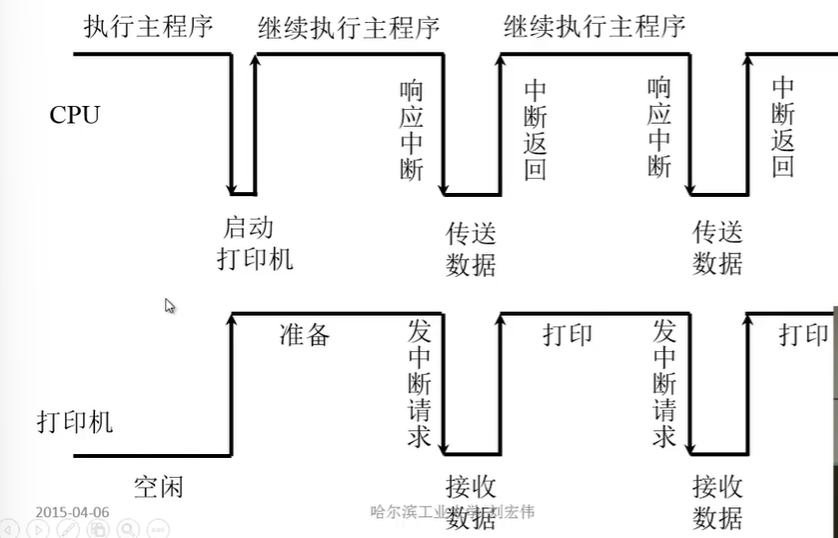 执行主程序
继续执行主程序
继续执行主程序
CPU
响应中断
中断返回
响应中断
中断返回
启动
打印机
传送
数据
传送
数据
准备
发中断请求
打印
发中断请求
打印
打印机
空闲
接收
数据
接收
数据
2015-04-06
哈尔滨工业大学 刘宏伟